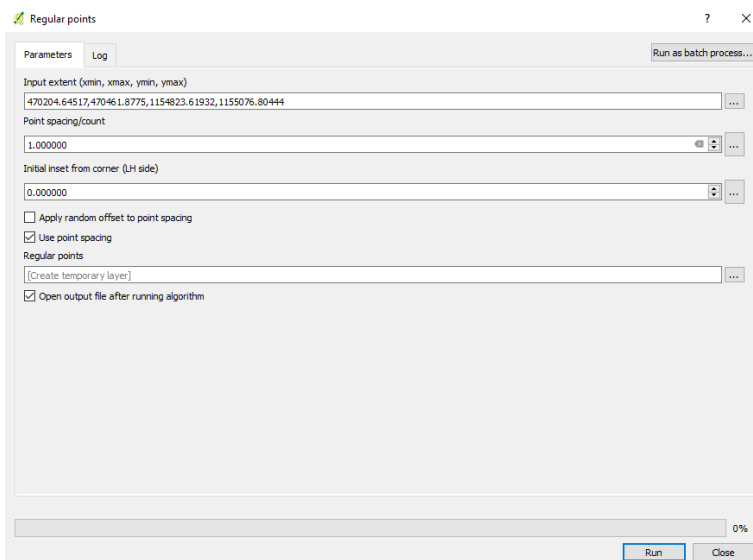 Regular points
Parameters
Log
Run as batch process...
Input extent (xmin, xmax, ymin, ymax)
470204.64517,470461.8775,1154823.61932,1155076.80444
...
Point spacing/count
1.000000
...
Initial inset from corner (LH side)
0.000000
...
Apply random offset to point spacing
Use point spacing
Regular points
[Create temporary layer]
...
Open output file after running algorithm
0%
Run
Close